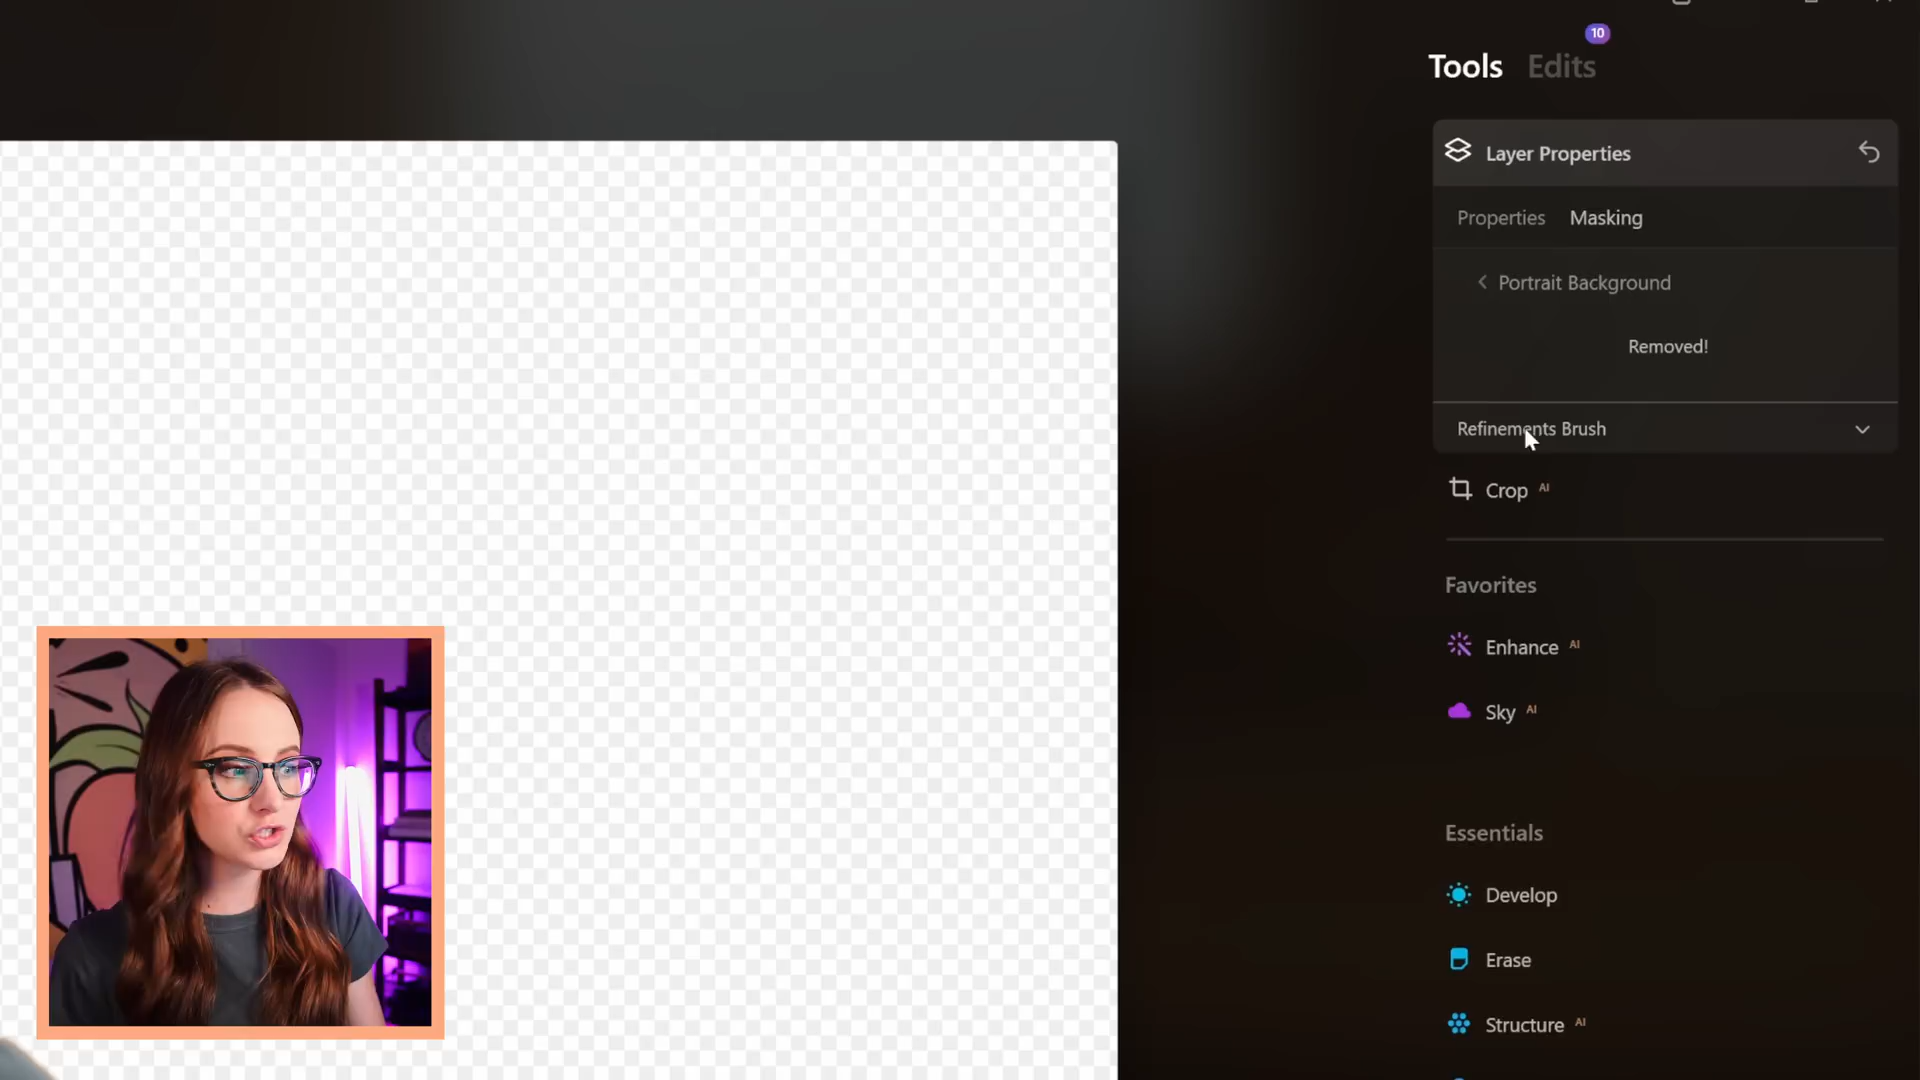 10
Tools Edits
Layer Properties
Properties Masking
Portrait Background
Removed!
Refinements Brush
Crop AI
Favorites
Enhance AI
Sky AI
Essentials
Develop
Erase
Structure AI